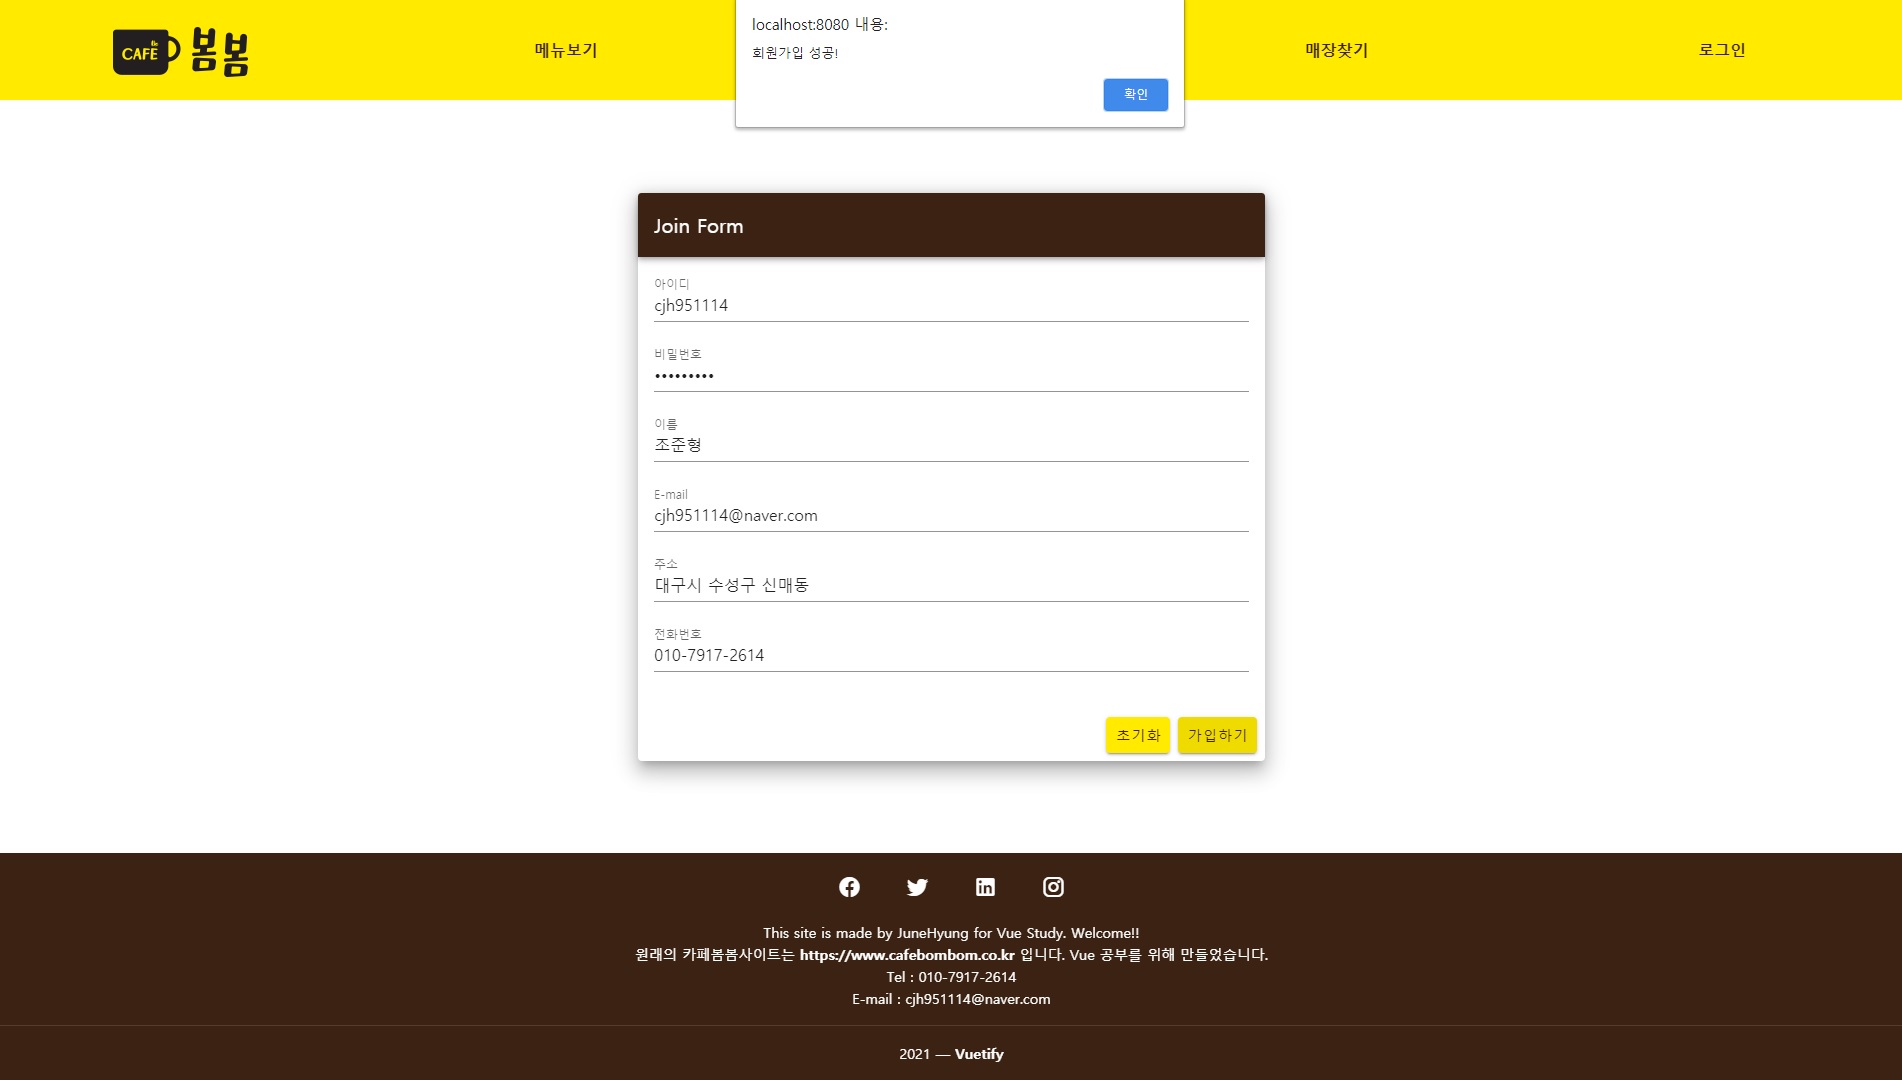 CAFE
봄봄
메뉴보기
매장찾기
로그인
localhost:8080 내용:
회원가입 성공!
확인
Join Form
아이디
cjh951114
비밀번호
•••••••••
이름
조준형
E-mail
cjh951114@naver.com
주소
대구시 수성구 신매동
전화번호
010-7917-2614
초기화
가입하기
This site is made by JuneHyung for Vue Study. Welcome!!
원래의 카페봄봄사이트는 https://www.cafebombom.co.kr 입니다. Vue 공부를 위해 만들었습니다.
Tel : 010-7917-2614
E-mail : cjh951114@naver.com
2021 — Vuetify